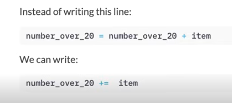 Instead of writing this line:
number_over_20 = number_over_20 + item
We can write:
number_over_20 += item